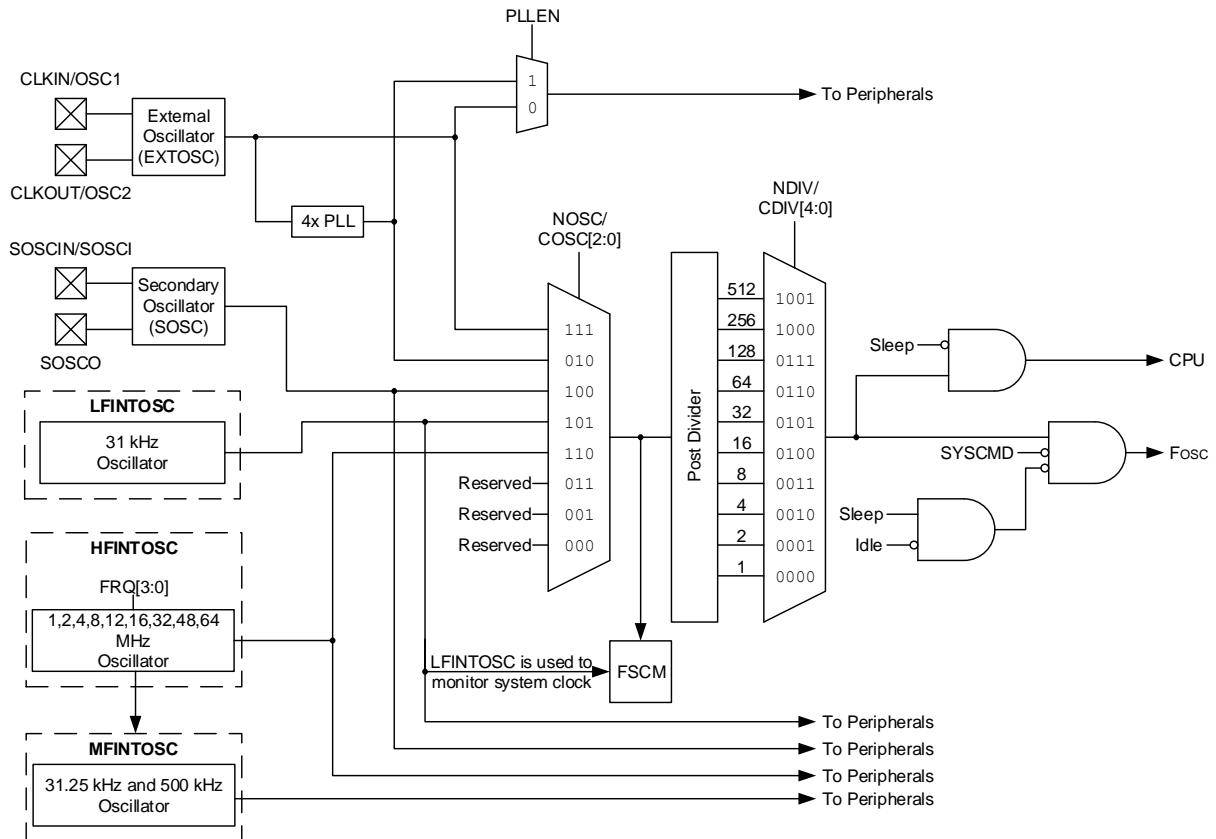 PLLEN
CLKIN/OSC1
External
Oscillator
(EXTOSC)
CLKOUT/OSC2
1
0
To Peripherals
4x PLL
SOSCIN/SOSCI
Secondary
Oscillator
(SOSC)
SOSCO
NOSC/
COSC[2:0]
111
010
100
101
110
011
001
000
Reserved
Reserved
Reserved
LFINTOSC
31 kHz
Oscillator
HFINTOSC
FRQ[3:0]
1,2,4,8,12,16,32,48,64
MHz
Oscillator
MFINTOSC
31.25 kHz and 500 kHz
Oscillator
LFINTOSC is used to
monitor system clock
FSCM
Post Divider
NDIV/
CDIV[4:0]
512 1001
256 1000
128 0111
64 0110
32 0101
16 0100
8 0011
4 0010
2 0001
1 0000
Sleep
CPU
SYSCMD
Fosc
Sleep
Idle
To Peripherals
To Peripherals
To Peripherals
To Peripherals